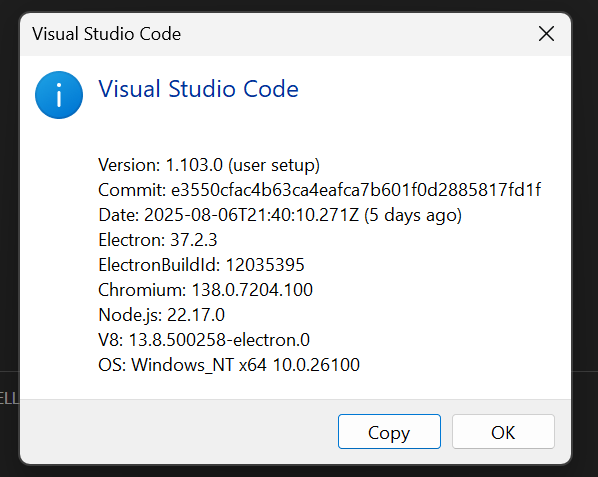 Visual Studio Code
Visual Studio Code
Version: 1.103.0 (user setup)
Commit: e3550cfac4b63ca4eafca7b601f0d2885817fd1f
Date: 2025-08-06T21:40:10.271Z (5 days ago)
Electron: 37.2.3
ElectronBuildId: 12035395
Chromium: 138.0.7204.100
Node.js: 22.17.0
V8: 13.8.500258-electron.0
OS: Windows_NT x64 10.0.26100
ELL
Copy OK